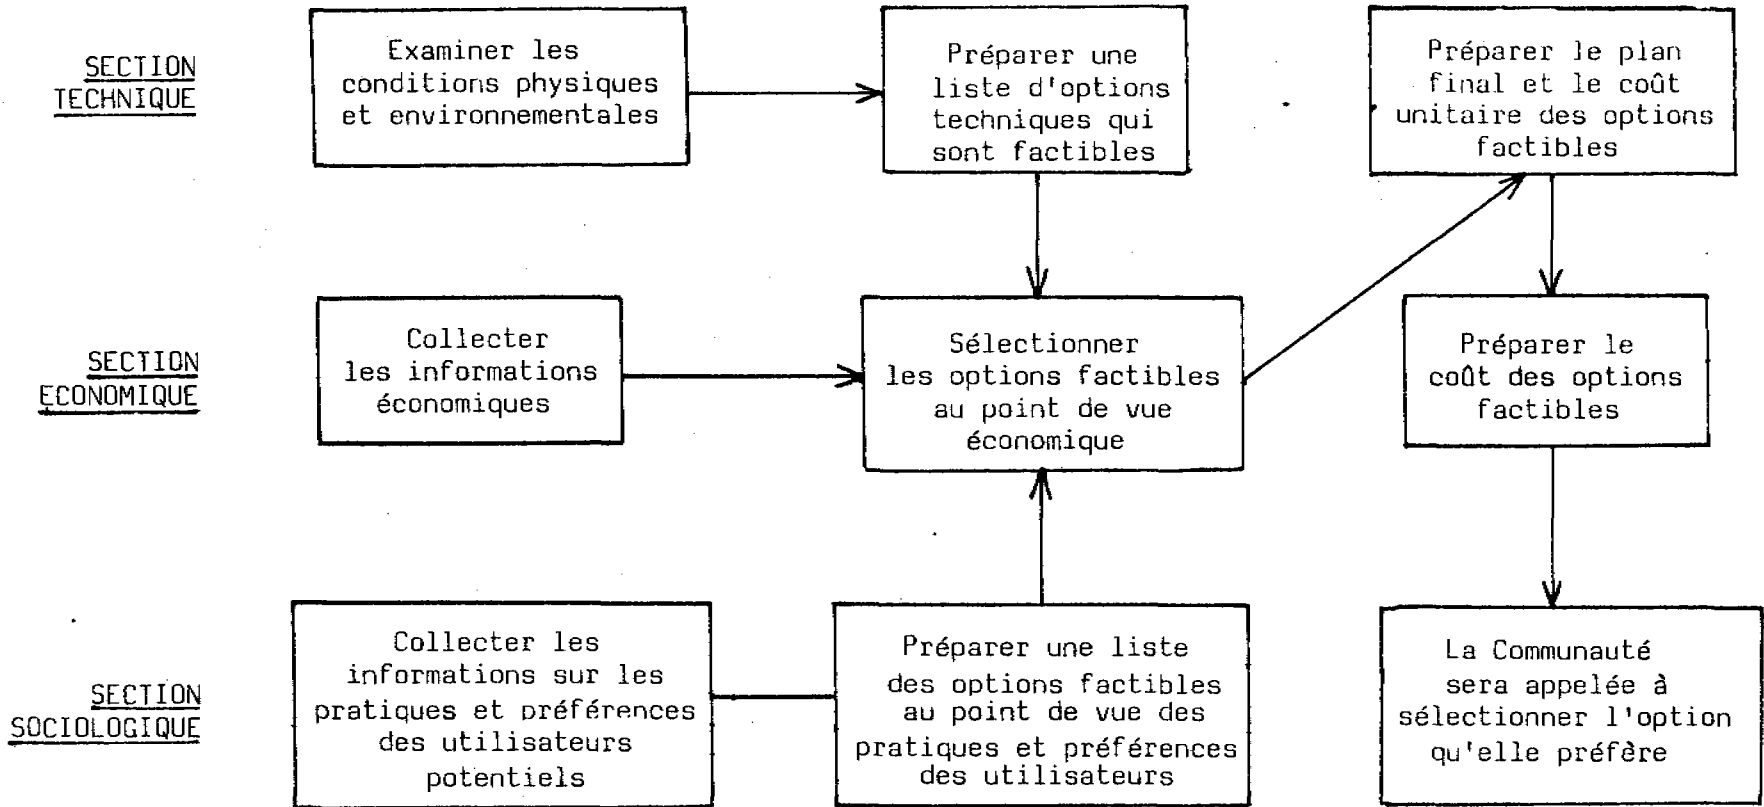 SECTION
TECHNIQUE
Examiner les
conditions physiques
et environnementales
Préparer une
liste d'options
techniques qui
sont factibles
Préparer le plan
final et le coût
unitaire des options
factibles
SECTION
ECONOMIQUE
Collecter
les informations
économiques
Sélectionner
les options factibles
au point de vue
économique
Préparer le
coût des options
factibles
SECTION
SOCIOLOGIQUE
Collecter les
informations sur les
pratiques et préférences
des utilisateurs
potentiels
Préparer une liste
des options factibles
au point de vue des
pratiques et préférences
des utilisateurs
La Communauté
sera appelée à
sélectionner l'option
qu'elle préfère